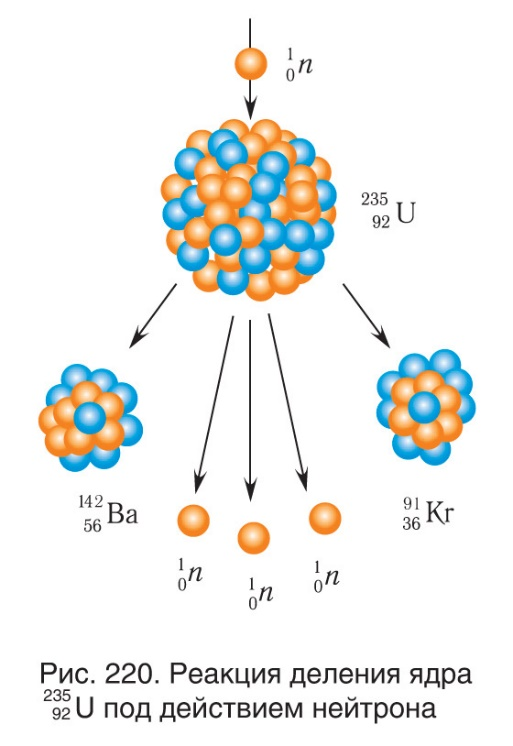 ¹₀n
²³⁵₉₂U
¹⁴²₅₆Ba
⁹¹₃₆Kr
¹₀n
¹₀n
¹₀n
Рис. 220. Реакция деления ядра
²³⁵₉₂U под действием нейтрона